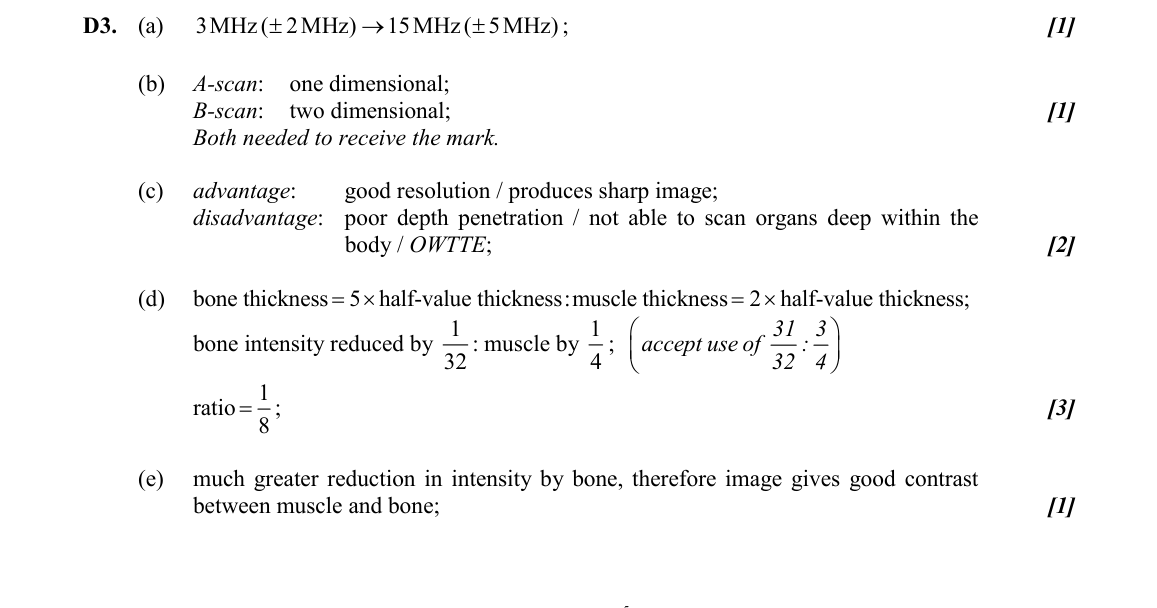 D3. (a) 3 MHz (± 2 MHz) → 15 MHz (± 5 MHz) ; [1]
(b) A-scan: one dimensional;
B-scan: two dimensional; [1]
Both needed to receive the mark.
(c) advantage: good resolution / produces sharp image;
disadvantage: poor depth penetration / not able to scan organs deep within the
body / OWTTE; [2]
(d) bone thickness = 5 × half-value thickness : muscle thickness = 2 × half-value thickness;
bone intensity reduced by 1/32 : muscle by 1/4 ; (accept use of 31/32 : 3/4)
ratio = 1/8 ; [3]
(e) much greater reduction in intensity by bone, therefore image gives good contrast
between muscle and bone; [1]